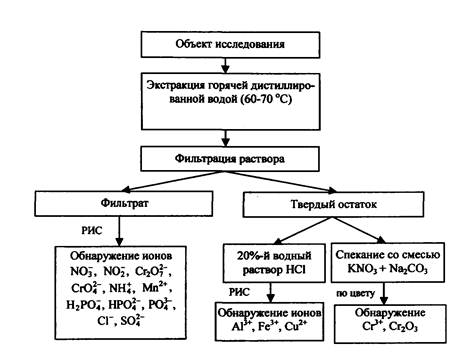 Объект исследования
Экстракция горячей дистиллиро-
ванной водой (60-70 °C)
Фильтрация раствора
Фильтрат
Твердый остаток
РИС
Обнаружение ионов
NO₃⁻, NO₂⁻, Cr₂O₇²⁻,
CrO₄²⁻, NH₄⁺, Mn²⁺,
H₂PO₄⁻, HPO₄²⁻, PO₄³⁻,
Cl⁻, SO₄²⁻
20%-й водный
раствор HCl
РИС
Обнаружение ионов
Al³⁺, Fe³⁺, Cu²⁺
Спекание со смесью
KNO₃ + Na₂CO₃
по цвету
Обнаружение
Cr³⁺, Cr₂O₃